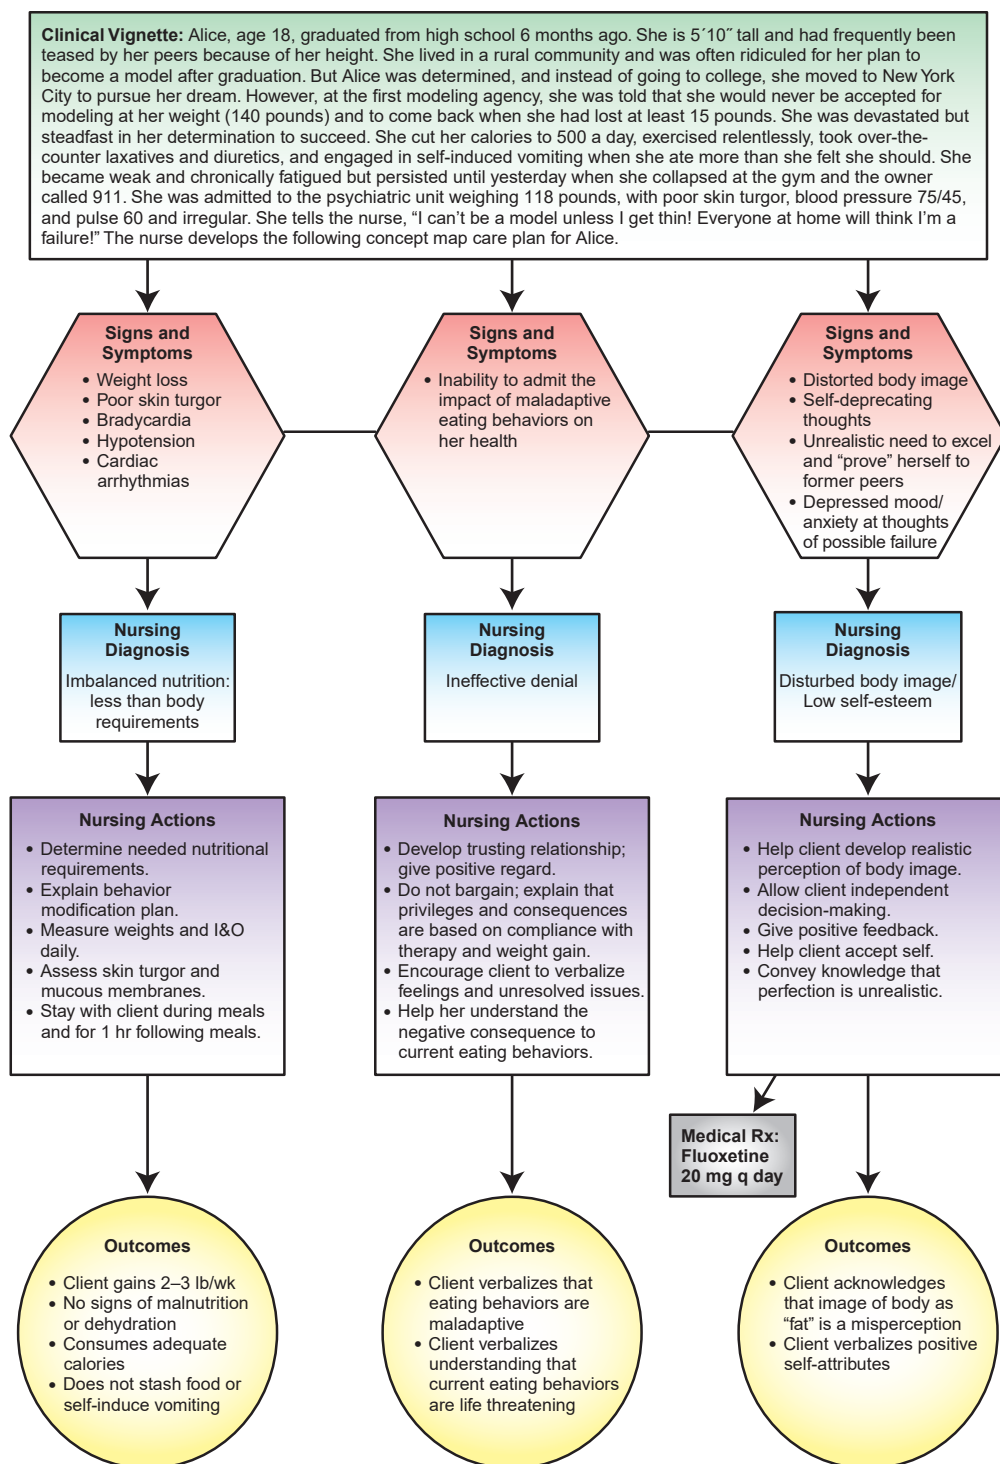 Clinical Vignette: Alice, age 18, graduated from high school 6 months ago. She is 5´10˝ tall and had frequently been
teased by her peers because of her height. She lived in a rural community and was often ridiculed for her plan to
become a model after graduation. But Alice was determined, and instead of going to college, she moved to New York
City to pursue her dream. However, at the first modeling agency, she was told that she would never be accepted for
modeling at her weight (140 pounds) and to come back when she had lost at least 15 pounds. She was devastated but
steadfast in her determination to succeed. She cut her calories to 500 a day, exercised relentlessly, took over-the-
counter laxatives and diuretics, and engaged in self-induced vomiting when she ate more than she felt she should. She
became weak and chronically fatigued but persisted until yesterday when she collapsed at the gym and the owner
called 911. She was admitted to the psychiatric unit weighing 118 pounds, with poor skin turgor, blood pressure 75/45,
and pulse 60 and irregular. She tells the nurse, “I can’t be a model unless I get thin! Everyone at home will think I’m a
failure!” The nurse develops the following concept map care plan for Alice.
Signs and
Symptoms
• Weight loss
• Poor skin turgor
• Bradycardia
• Hypotension
• Cardiac
arrhythmias
Signs and
Symptoms
• Inability to admit the
impact of maladaptive
eating behaviors on
her health
Signs and
Symptoms
• Distorted body image
• Self-deprecating
thoughts
• Unrealistic need to excel
and “prove” herself to
former peers
• Depressed mood/
anxiety at thoughts
of possible failure
Nursing
Diagnosis
Imbalanced nutrition:
less than body
requirements
Nursing
Diagnosis
Ineffective denial
Nursing
Diagnosis
Disturbed body image/
Low self-esteem
Nursing Actions
• Determine needed nutritional
requirements.
• Explain behavior
modification plan.
• Measure weights and I&O
daily.
• Assess skin turgor and
mucous membranes.
• Stay with client during meals
and for 1 hr following meals.
Nursing Actions
• Develop trusting relationship;
give positive regard.
• Do not bargain; explain that
privileges and consequences
are based on compliance with
therapy and weight gain.
• Encourage client to verbalize
feelings and unresolved issues.
• Help her understand the
negative consequence to
current eating behaviors.
Nursing Actions
• Help client develop realistic
perception of body image.
• Allow client independent
decision-making.
• Give positive feedback.
• Help client accept self.
• Convey knowledge that
perfection is unrealistic.
Medical Rx:
Fluoxetine
20 mg q day
Outcomes
• Client gains 2–3 lb/wk
• No signs of malnutrition
or dehydration
• Consumes adequate
calories
• Does not stash food or
self-induce vomiting
Outcomes
• Client verbalizes that
eating behaviors are
maladaptive
• Client verbalizes
understanding that
current eating behaviors
are life threatening
Outcomes
• Client acknowledges
that image of body as
“fat” is a misperception
• Client verbalizes positive
self-attributes